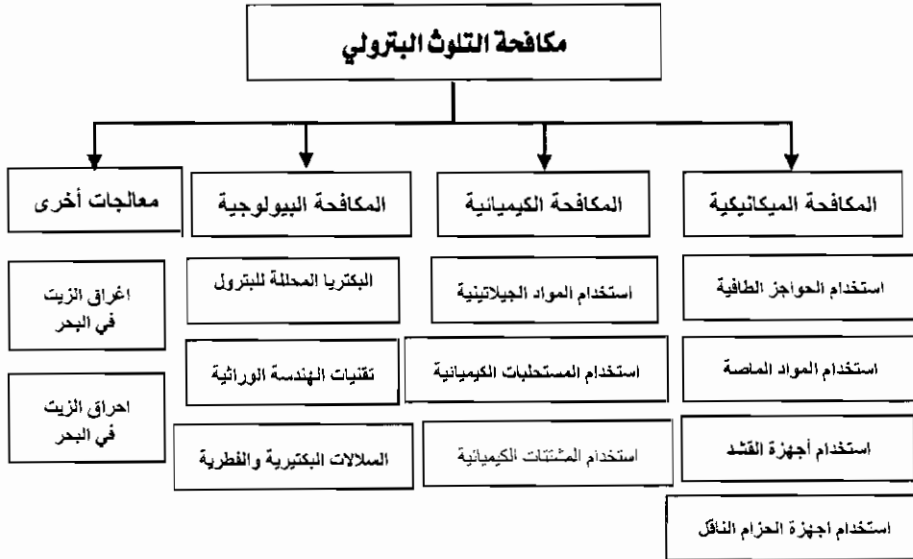 مكافحة التلوث البترولي
المكافحة الميكانيكية
المكافحة الكيميائية
المكافحة البيولوجية
معالجات أخرى
استخدام الحواجز الطافية
استخدام المواد الماصة
استخدام أجهزة القشد
استخدام اجهزة الحزام الناقل
استخدام المواد الجيلاتينية
استخدام المستحلبات الكيميائية
استخدام المشتتات الكيميائية
البكتريا المحللة للبترول
تقنيات الهندسة الوراثية
السلالات البكتيرية والفطرية
اغراق الزيت
في البحر
احراق الزيت
في البحر